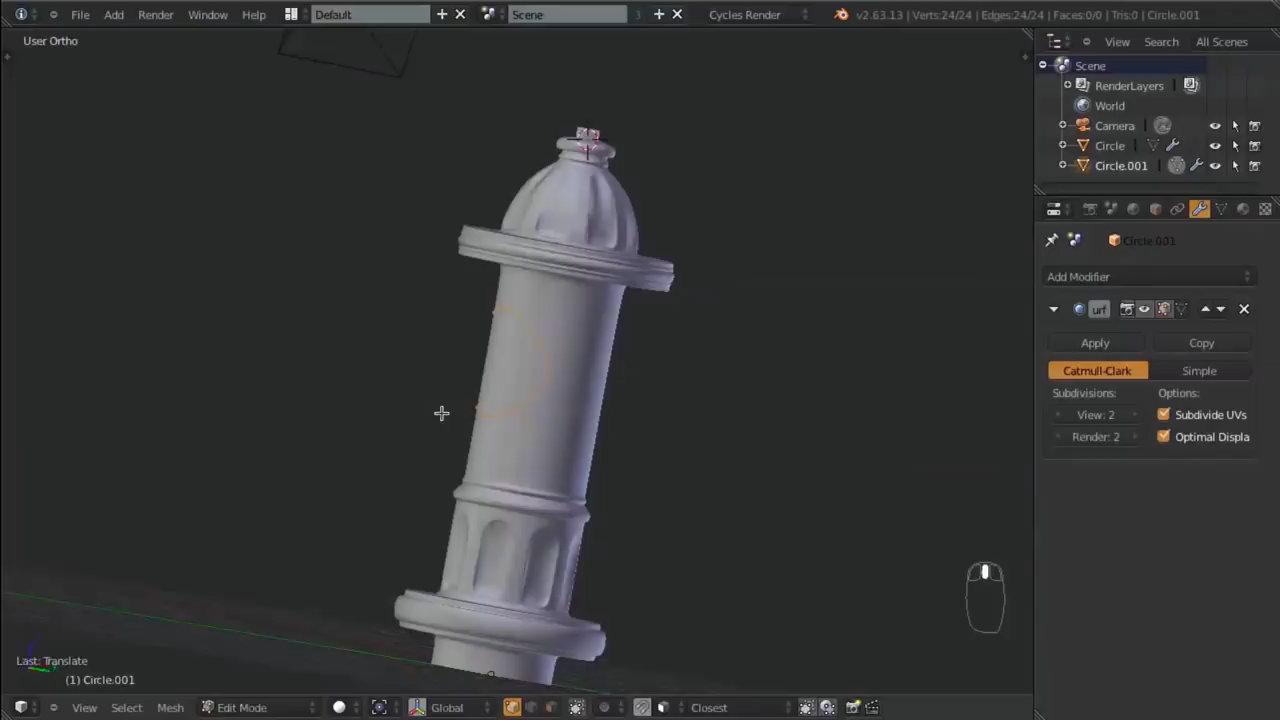 File Add Render Window Help Default Scene 3 Cycles Render v2.63.13 | Verts:24/24 | Edges:24/24 | Faces:0/0 | Tris:0 | Circle.001
User Ortho
View Search All Scenes
Scene
RenderLayers
World
Camera
Circle
Circle.001
Circle.001
Add Modifier
urf
Apply Copy
Catmull-Clark Simple
Subdivisions: Options:
View: 2 Subdivide UVs
Render: 2 Optimal Displa
Last: Translate
(1) Circle.001
View Select Mesh Edit Mode Global Closest